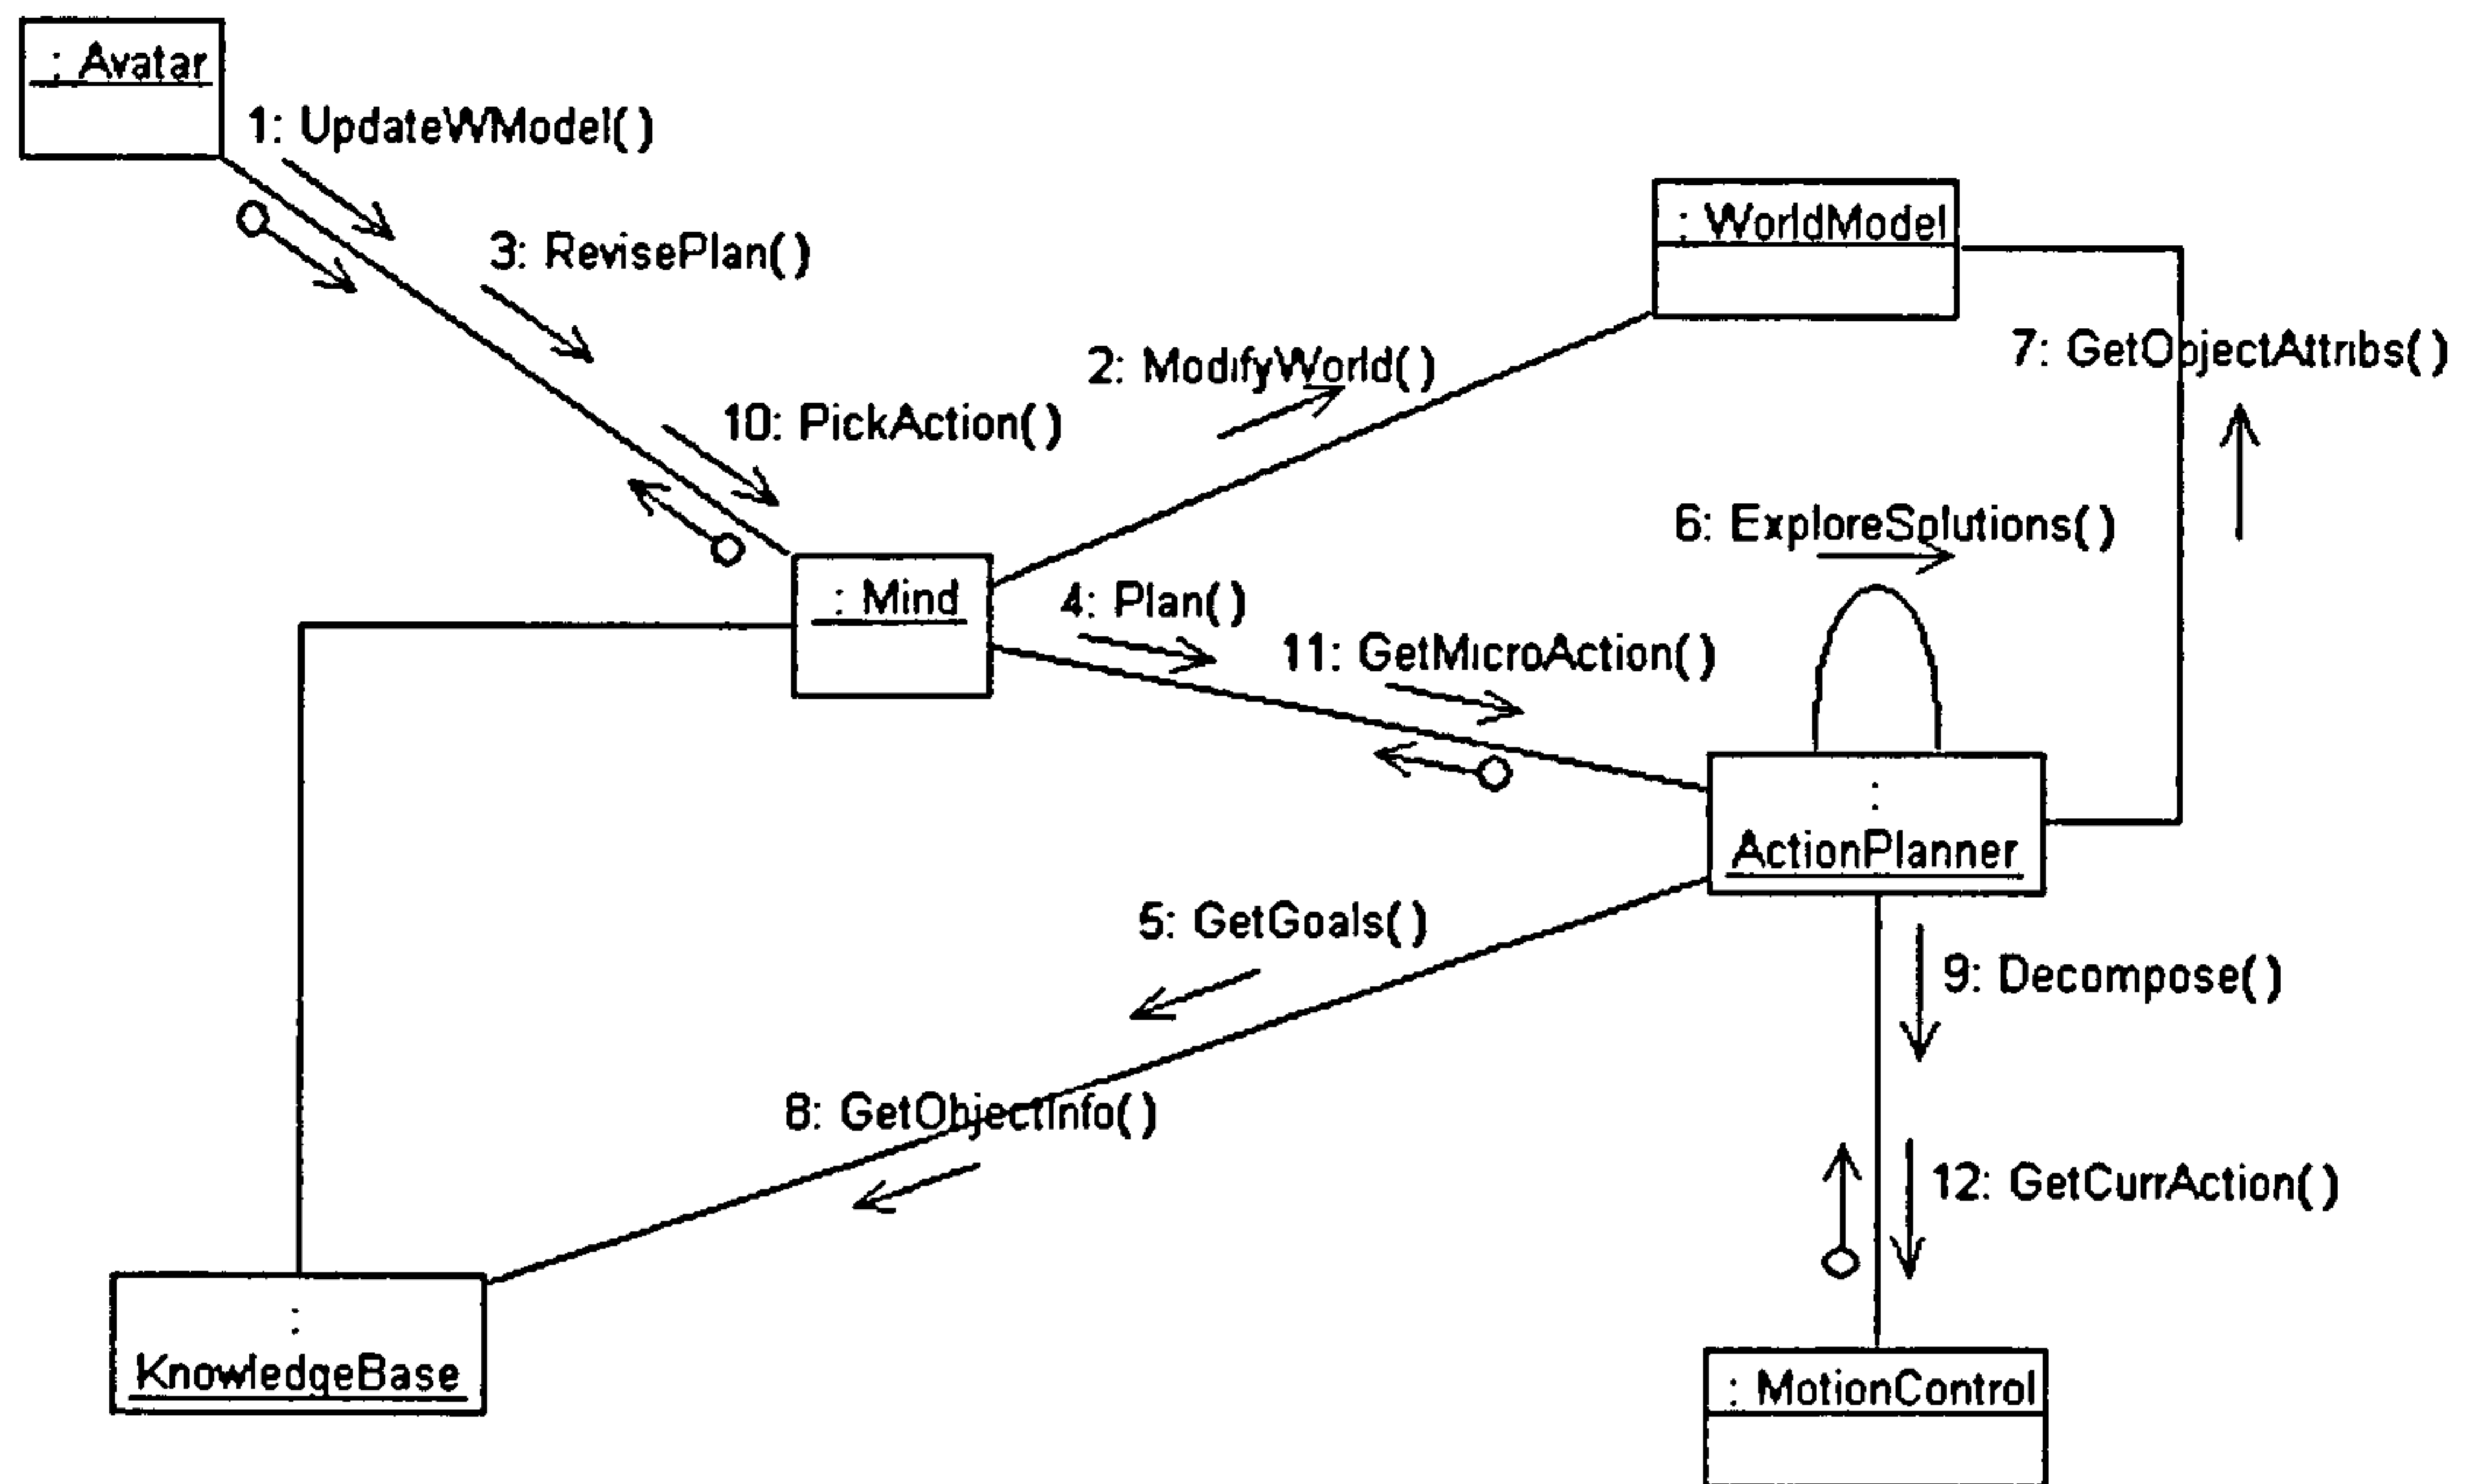 : Avatar
1: UpdateWModel()
3: RevisePlan()
: WorldModel
2: ModifyWorld()
7: GetObjectAttribs()
10: PickAction()
6: ExploreSolutions()
: Mind
4: Plan()
11: GetMicroAction()
:
ActionPlanner
5: GetGoals()
9: Decompose()
8: GetObjectInfo()
12: GetCurrAction()
:
KnowledgeBase
: MotionControl